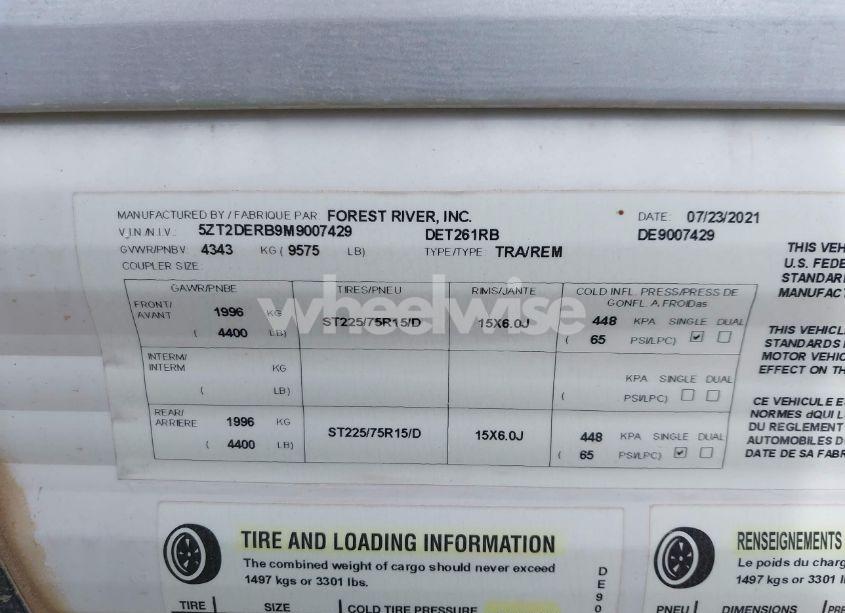 MANUFACTURED BY / FABRIQUE PAR FOREST RIVER, INC. DATE: 07/23/2021
V.I.N./N.I.V.: 5ZT2DERB9M9007429 DET261RB DE9007429
GVWR/PNBV 4343 KG ( 9575 LB) TYPE/TYPE: TRA/REM
COUPLER SIZE:
GAWR/PNBE TIRES/PNEU RIMS/JANTE COLD INFL. PRESS/PRESS DE
GONFL. A, FROIDas
FRONT/
AVANT 1996 KG ST225/75R15/D 15X6.0J 448 KPA SINGLE DUAL
( 4400 LB) ( 65 PSI/LPC)
INTERM/
INTERM KG KPA SINGLE DUAL
( LB) ( PSI/LPC)
REAR/
ARRIERE 1996 KG ST225/75R15/D 15X6.0J 448 KPA SINGLE DUAL
( 4400 LB) ( 65 PSI/LPC)
THIS VEH
U.S. FEDE
STANDAR
MANUFAC
THIS VEHICL
STANDARDS
MOTOR VEHIC
EFFECT ON TH
CE VEHICULE E
NORMES dQUI L
DU REGLEMENT
AUTOMOBILES D
DATE DE SA FABR
wheelwise
TIRE AND LOADING INFORMATION
The combined weight of cargo should never exceed
1497 kgs or 3301 lbs.
TIRE SIZE COLD TIRE PRESSURE
D
E
9
0
RENSEIGNEMENTS
Le poids du charg
1497 kgs or 3301 lbs.
PNEU DIMENSIONS PRE